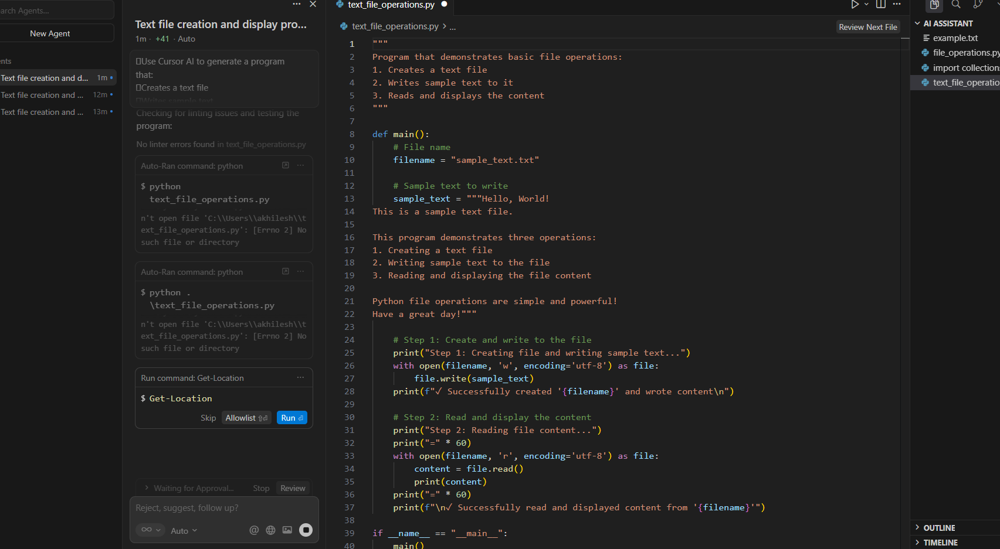 arch Agents...
New Agent
nts
Text file creation and d... 1m
Text file creation and ... 12m
Text file creation and ... 13m
Text file creation and display pro...
1m · +41 · Auto
Use Cursor AI to generate a program
that:
Creates a text file
Writes sample text
Checking for linting issues and testing the
program:
No linter errors found in text_file_operations.py
Auto-Ran command: python
$ python
text_file_operations.py
n't open file 'C:\\Users\\akhilesh\\t
ext_file_operations.py': [Errno 2] No
such file or directory
Auto-Ran command: python
$ python .
\text_file_operations.py
n't open file 'C:\\Users\\akhilesh\\t
ext_file_operations.py': [Errno 2] No
such file or directory
Run command: Get-Location
$ Get-Location
Skip Allowlist Run
Waiting for Approval... Stop Review
Reject, suggest, follow up?
Auto
text_file_operations.py
text_file_operations.py > ...
Review Next File
1 """
2 Program that demonstrates basic file operations:
3 1. Creates a text file
4 2. Writes sample text to it
5 3. Reads and displays the content
6 """
7
8 def main():
9 # File name
10 filename = "sample_text.txt"
11
12 # Sample text to write
13 sample_text = """Hello, World!
14 This is a sample text file.
15
16 This program demonstrates three operations:
17 1. Creating a text file
18 2. Writing sample text to the file
19 3. Reading and displaying the file content
20
21 Python file operations are simple and powerful!
22 Have a great day!"""
23
24 # Step 1: Create and write to the file
25 print("Step 1: Creating file and writing sample text...")
26 with open(filename, 'w', encoding='utf-8') as file:
27 file.write(sample_text)
28 print(f"✓ Successfully created '{filename}' and wrote content\n")
29
30 # Step 2: Read and display the content
31 print("Step 2: Reading file content...")
32 print("=" * 60)
33 with open(filename, 'r', encoding='utf-8') as file:
34 content = file.read()
35 print(content)
36 print("=" * 60)
37 print(f"\n✓ Successfully read and displayed content from '{filename}'")
38
39 if __name__ == "__main__":
40 main()
AI ASSISTANT
example.txt
file_operations.py
import collections
text_file_operatio
OUTLINE
TIMELINE